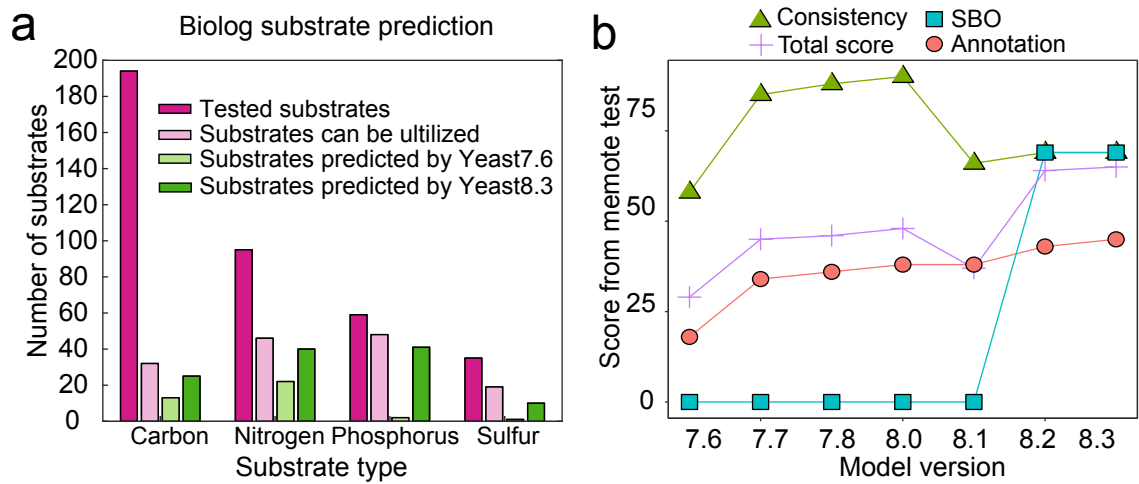 a
Biolog substrate prediction
Number of substrates
200
180
160
140
120
100
80
60
40
20
0
Tested substrates
Substrates can be ultilized
Substrates predicted by Yeast7.6
Substrates predicted by Yeast8.3
Carbon Nitrogen Phosphorus Sulfur
Substrate type
b
Consistency SBO
Total score Annotation
Score from memote test
75
50
25
0
7.6 7.7 7.8 8.0 8.1 8.2 8.3
Model version